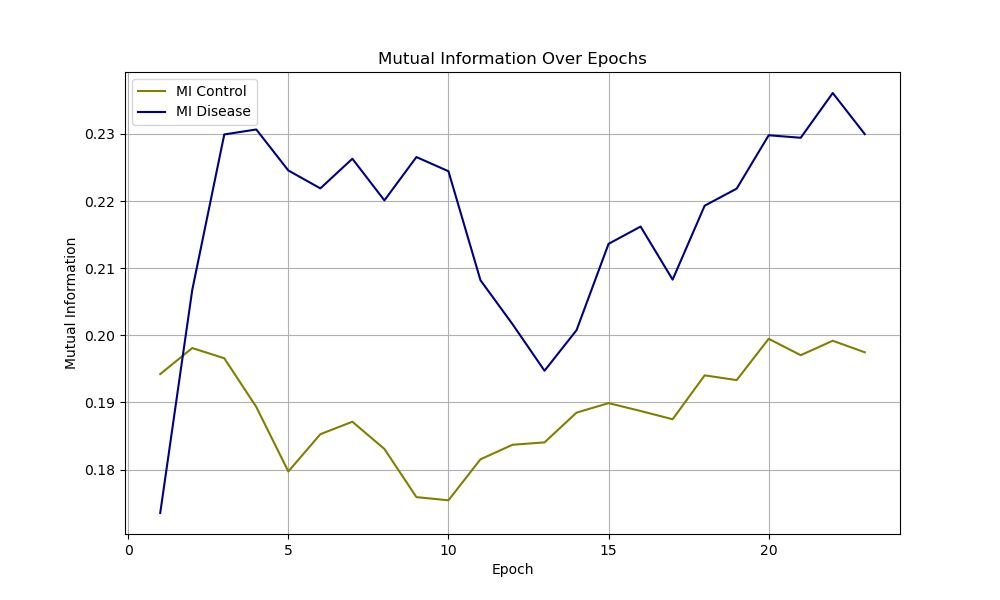 Mutual Information Over Epochs
MI Control
MI Disease
Mutual Information
0.23
0.22
0.21
0.20
0.19
0.18
0
5
10
15
20
Epoch